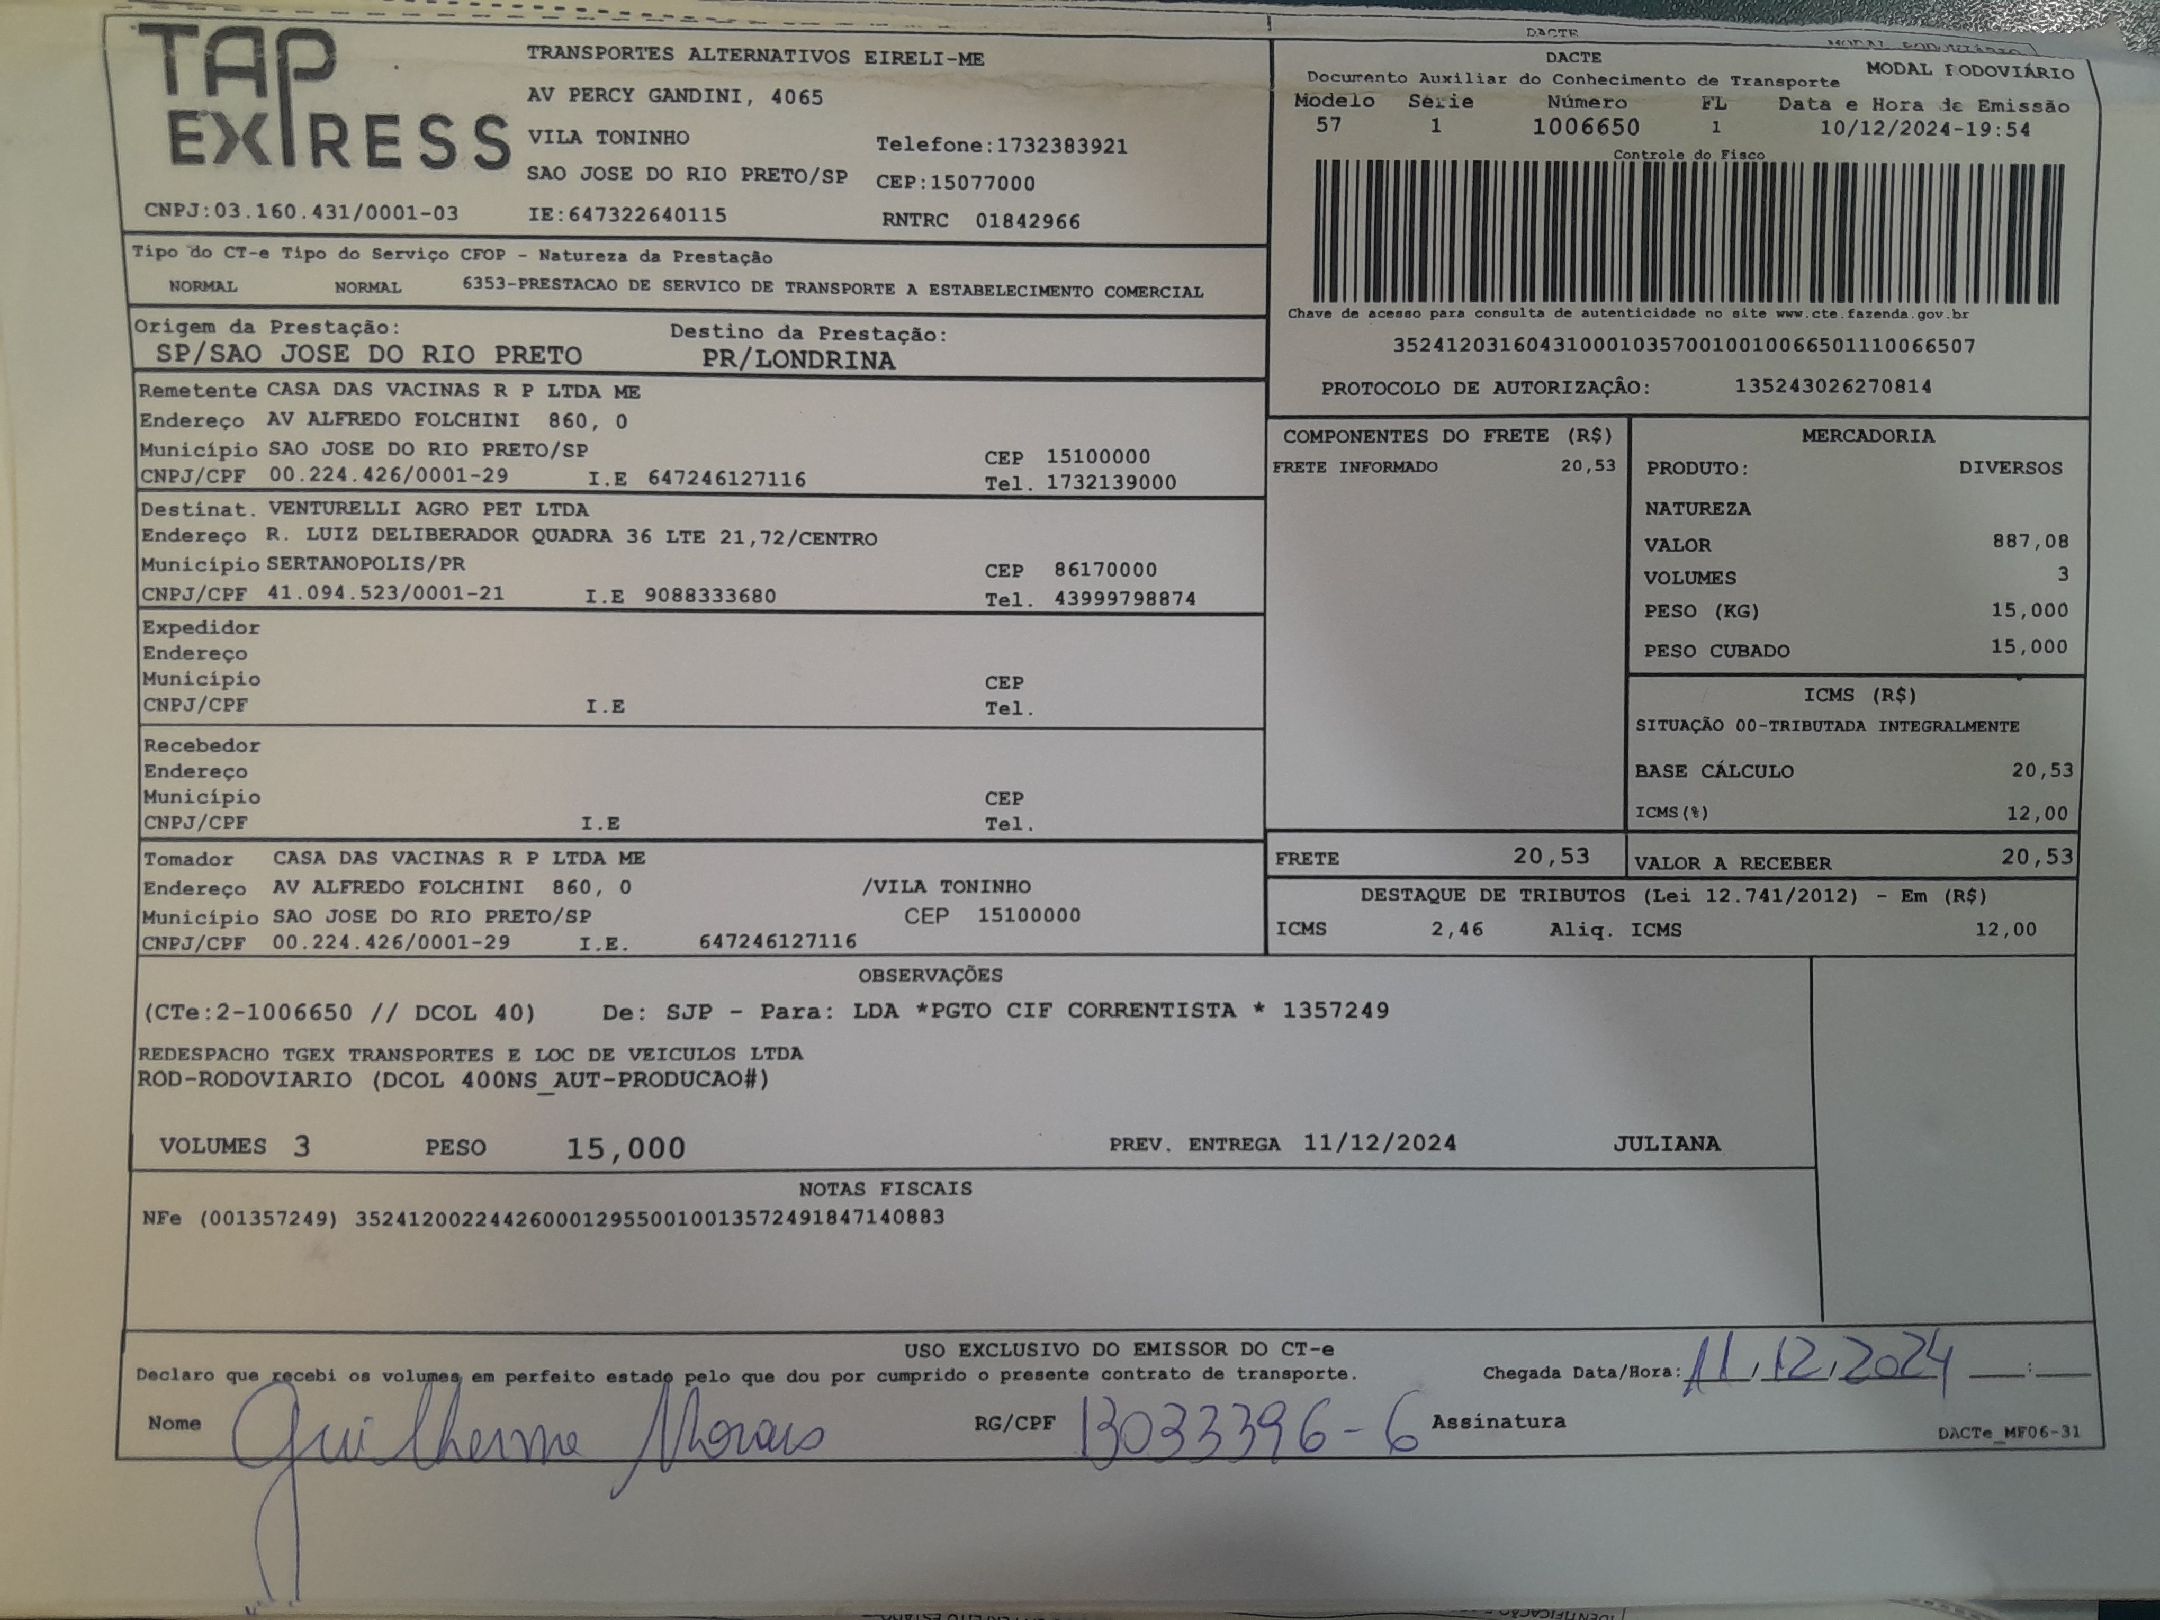 DACTE
TAP EXPRESS
TRANSPORTES ALTERNATIVOS EIRELI-ME
AV PERCY GANDINI, 4065
VILA TONINHO
Telefone:1732383921
SAO JOSE DO RIO PRETO/SP CEP:15077000
CNPJ:03.160.431/0001-03 IE:647322640115 RNTRC 01842966
DACTE
MODAL RODOVIÁRIO
Documento Auxiliar do Conhecimento de Transporte
Modelo Série Número FL Data e Hora de Emissão
57 1 1006650 1 10/12/2024-19:54
Controle do Fisco
Chave de acesso para consulta de autenticidade no site www.cte.fazenda.gov.br
35241203160431000103570010010066501110066507
PROTOCOLO DE AUTORIZAÇÃO: 135243026270814
Tipo do CT-e Tipo do Serviço CFOP - Natureza da Prestação
NORMAL NORMAL 6353-PRESTACAO DE SERVICO DE TRANSPORTE A ESTABELECIMENTO COMERCIAL
Origem da Prestação: Destino da Prestação:
SP/SAO JOSE DO RIO PRETO PR/LONDRINA
Remetente CASA DAS VACINAS R P LTDA ME
Endereço AV ALFREDO FOLCHINI 860, 0
Município SAO JOSE DO RIO PRETO/SP CEP 15100000
CNPJ/CPF 00.224.426/0001-29 I.E 647246127116 Tel. 1732139000
Destinat. VENTURELLI AGRO PET LTDA
Endereço R. LUIZ DELIBERADOR QUADRA 36 LTE 21,72/CENTRO
Município SERTANOPOLIS/PR CEP 86170000
CNPJ/CPF 41.094.523/0001-21 I.E 9088333680 Tel. 43999798874
Expedidor
Endereço
Município CEP
CNPJ/CPF I.E Tel.
Recebedor
Endereço
Município CEP
CNPJ/CPF I.E Tel.
Tomador CASA DAS VACINAS R P LTDA ME
Endereço AV ALFREDO FOLCHINI 860, 0 /VILA TONINHO
Município SAO JOSE DO RIO PRETO/SP CEP 15100000
CNPJ/CPF 00.224.426/0001-29 I.E. 647246127116
COMPONENTES DO FRETE (R$)
FRETE INFORMADO 20,53
MERCADORIA
PRODUTO: DIVERSOS
NATUREZA
VALOR 887,08
VOLUMES 3
PESO (KG) 15,000
PESO CUBADO 15,000
ICMS (R$)
SITUAÇÃO 00-TRIBUTADA INTEGRALMENTE
BASE CÁLCULO 20,53
ICMS(%) 12,00
FRETE 20,53 VALOR A RECEBER 20,53
DESTAQUE DE TRIBUTOS (Lei 12.741/2012) - Em (R$)
ICMS 2,46 Aliq. ICMS 12,00
OBSERVAÇÕES
(CTe:2-1006650 // DCOL 40) De: SJP - Para: LDA *PGTO CIF CORRENTISTA * 1357249
REDESPACHO TGEX TRANSPORTES E LOC DE VEICULOS LTDA
ROD-RODOVIARIO (DCOL 400NS_AUT-PRODUCAO#)
VOLUMES 3 PESO 15,000 PREV. ENTREGA 11/12/2024 JULIANA
NOTAS FISCAIS
NFe (001357249) 35241200224426000129550010013572491847140883
USO EXCLUSIVO DO EMISSOR DO CT-e
Declaro que recebi os volumes em perfeito estado pelo que dou por cumprido o presente contrato de transporte. Chegada Data/Hora: 11,12,2024 __:__
Nome Guilherme Morais RG/CPF 13033396-6 Assinatura
DACTe_MF06-31